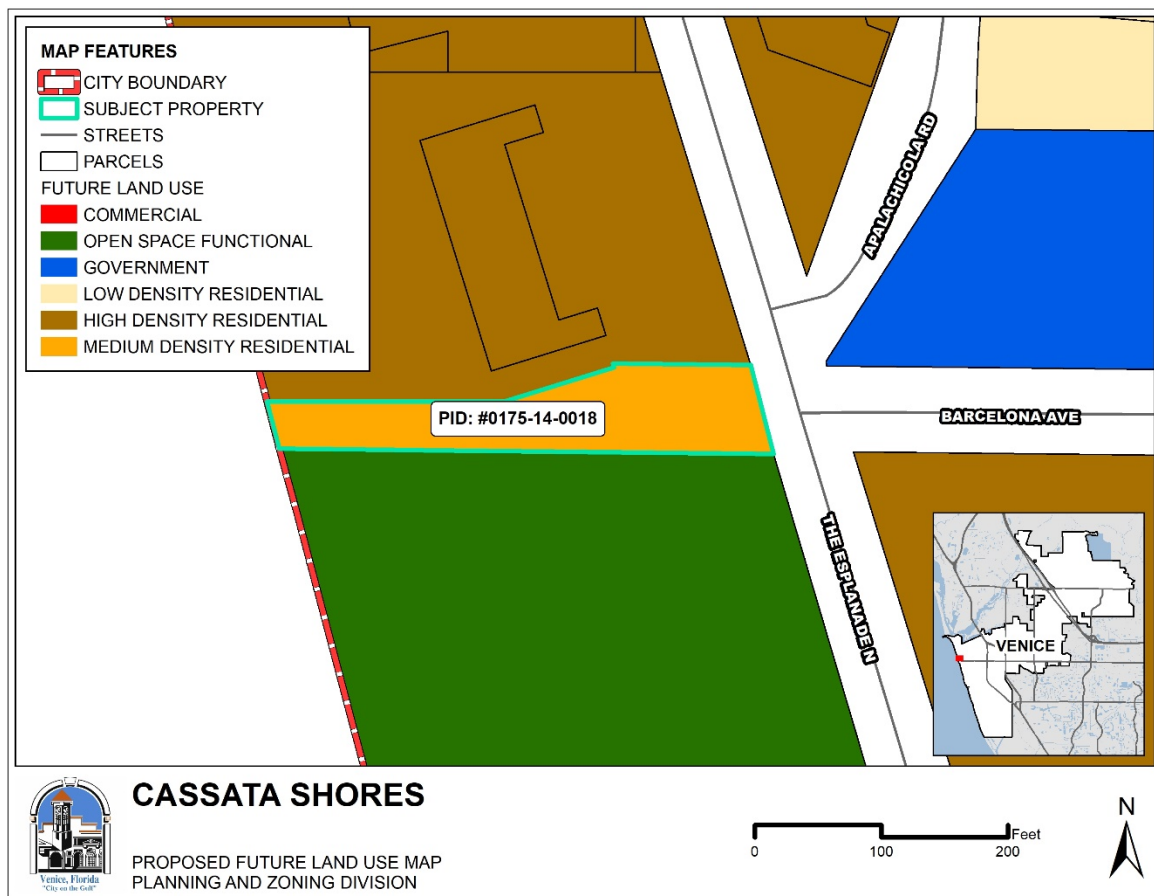 MAP FEATURES
CITY BOUNDARY
SUBJECT PROPERTY
STREETS
PARCELS
FUTURE LAND USE
COMMERCIAL
OPEN SPACE FUNCTIONAL
GOVERNMENT
LOW DENSITY RESIDENTIAL
HIGH DENSITY RESIDENTIAL
MEDIUM DENSITY RESIDENTIAL
APALACHICOLA RD
PID: #0175-14-0018
BARCELONA AVE
THE ESPLANADE N
VENICE
Venice, Florida
"City on the Gulf"
CASSATA SHORES
PROPOSED FUTURE LAND USE MAP
PLANNING AND ZONING DIVISION
Feet
0 100 200
N